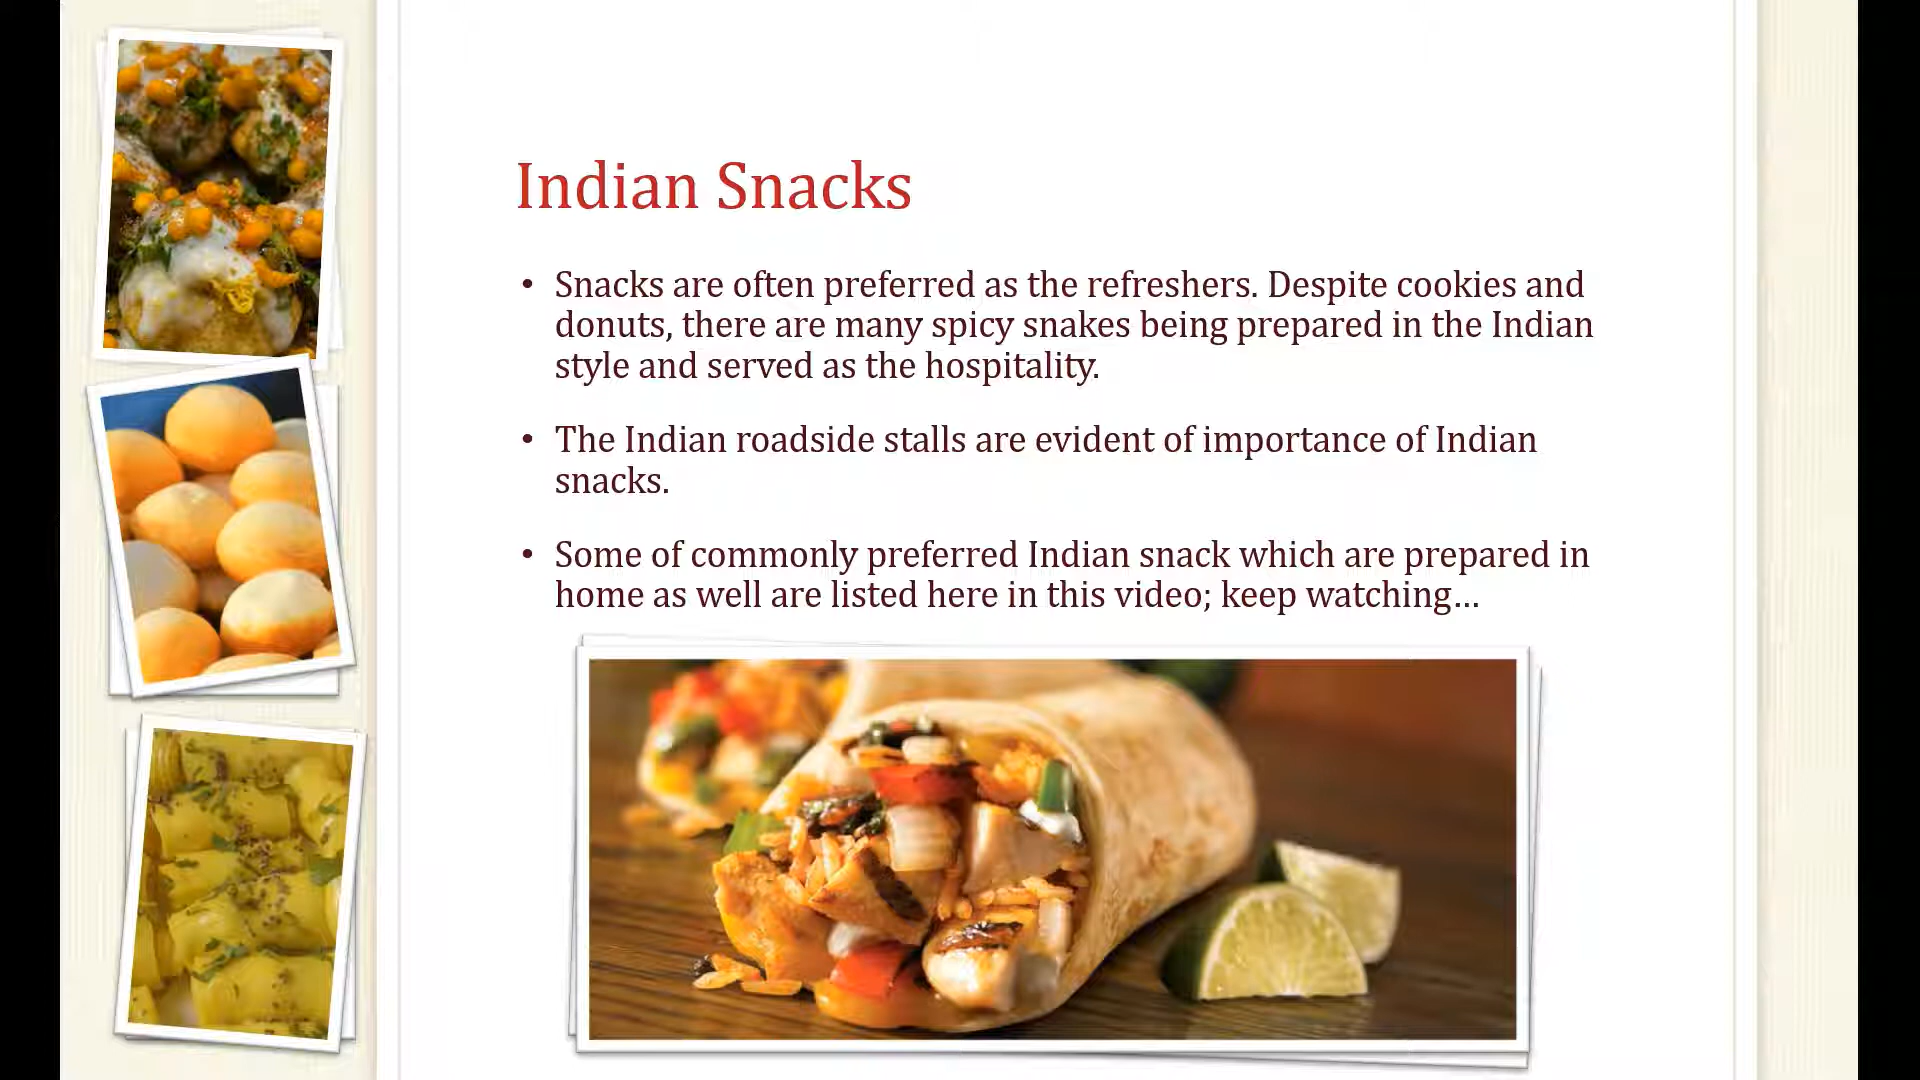 Indian Snacks
• Snacks are often preferred as the refreshers. Despite cookies and
donuts, there are many spicy snakes being prepared in the Indian
style and served as the hospitality.
• The Indian roadside stalls are evident of importance of Indian
snacks.
• Some of commonly preferred Indian snack which are prepared in
home as well are listed here in this video; keep watching...